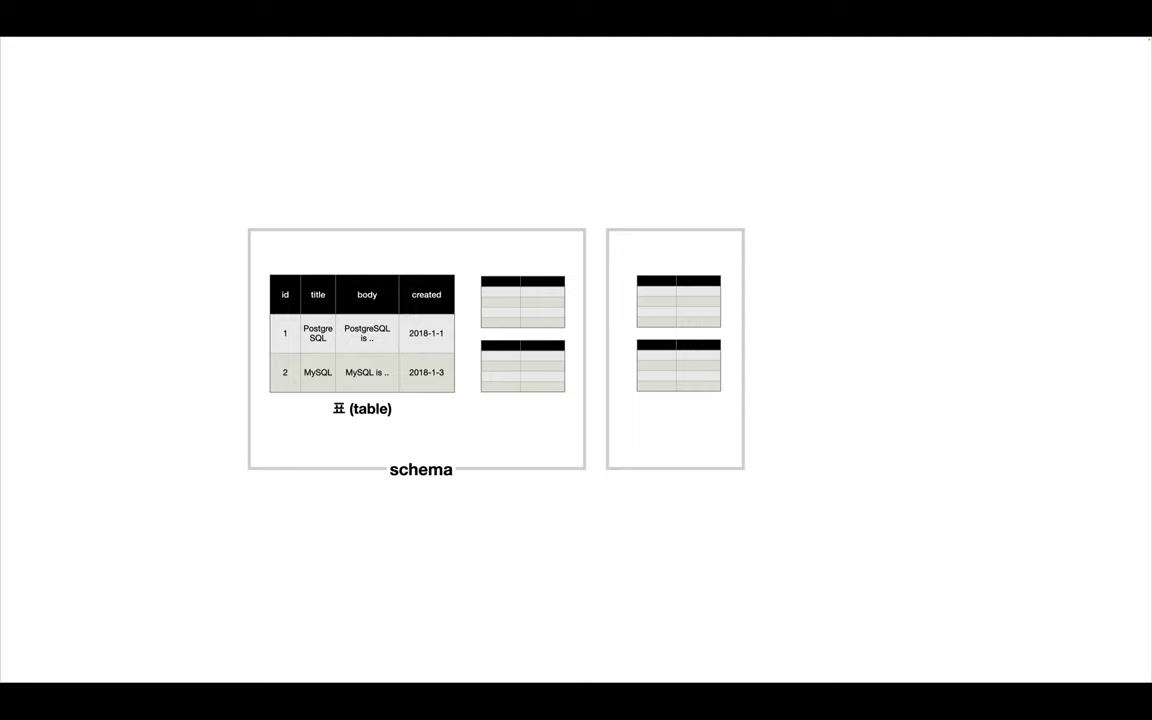 id title body created
1 Postgre SQL PostgreSQL is .. 2018-1-1
2 MySQL MySQL is .. 2018-1-3
표 (table)
schema